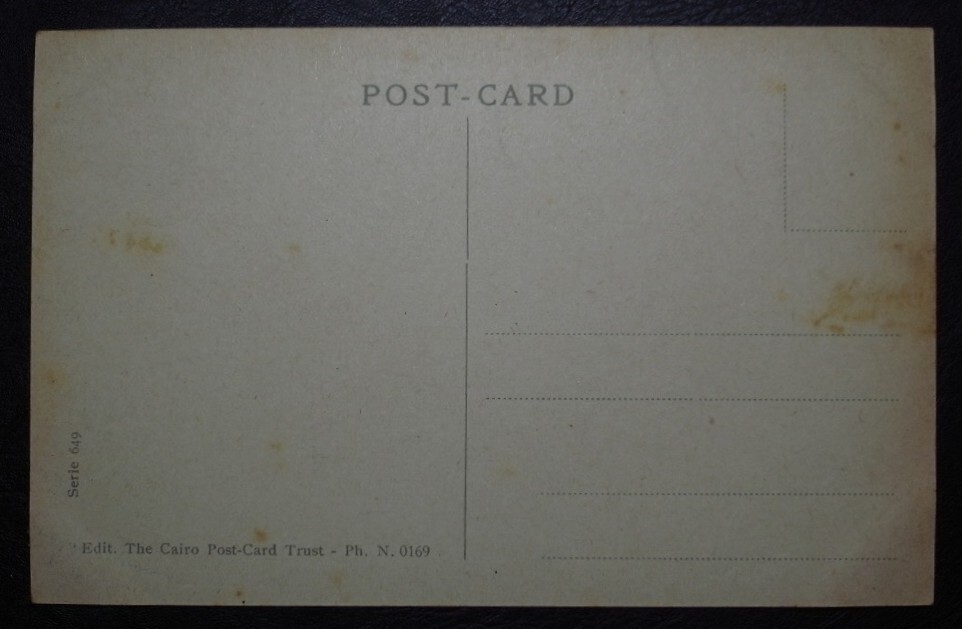 POST-CARD
Serie 649
Edit. The Cairo Post-Card Trust - Ph. N. 0169